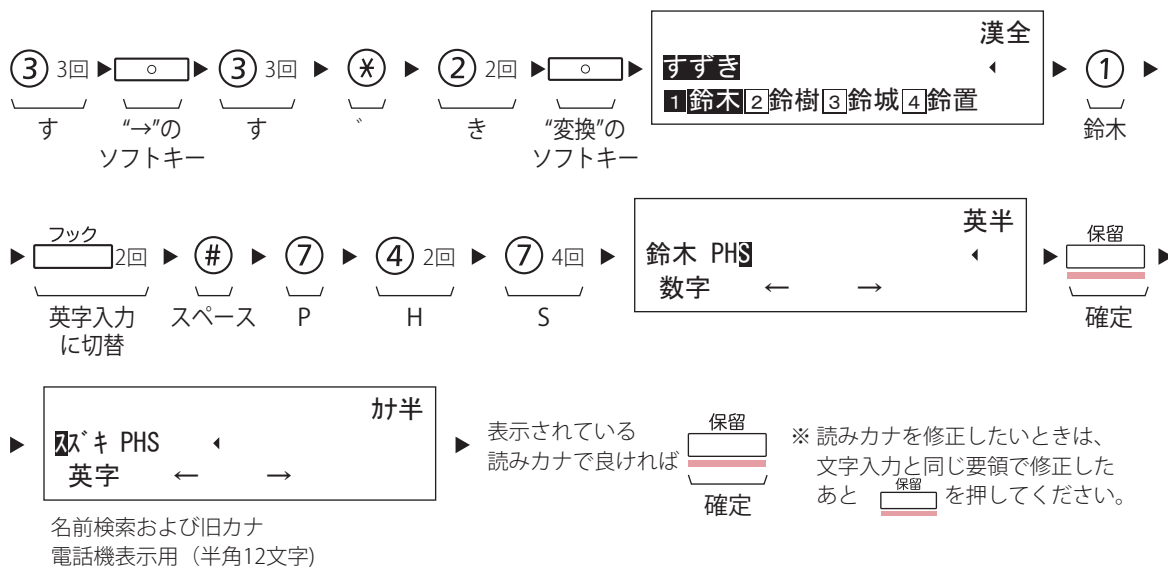 漢全
③ 3回 ▶ ○ ▶ ③ 3回 ▶ ＊ ▶ ② 2回 ▶ ○ ▶ すずき ▶ ① ▶
1鈴木2鈴樹3鈴城4鈴置
す “→”の す ゛ き “変換”の 鈴木
ソフトキー ソフトキー
英半
フック 保留
▶ 2回 ▶ # ▶ ⑦ ▶ ④ 2回 ▶ ⑦ 4回 ▶ 鈴木 PHS ▶ ▶
数字 ← →
英字入力 スペース P H S 確定
に切替
ｶﾅ半
▶ ｽｽﾞｷ PHS
英字 ← →
▶ 表示されている 保留
読みカナで良ければ
確定
※ 読みカナを修正したいときは、
文字入力と同じ要領で修正した
あと 保留 を押してください。
名前検索および旧カナ
電話機表示用（半角12文字)